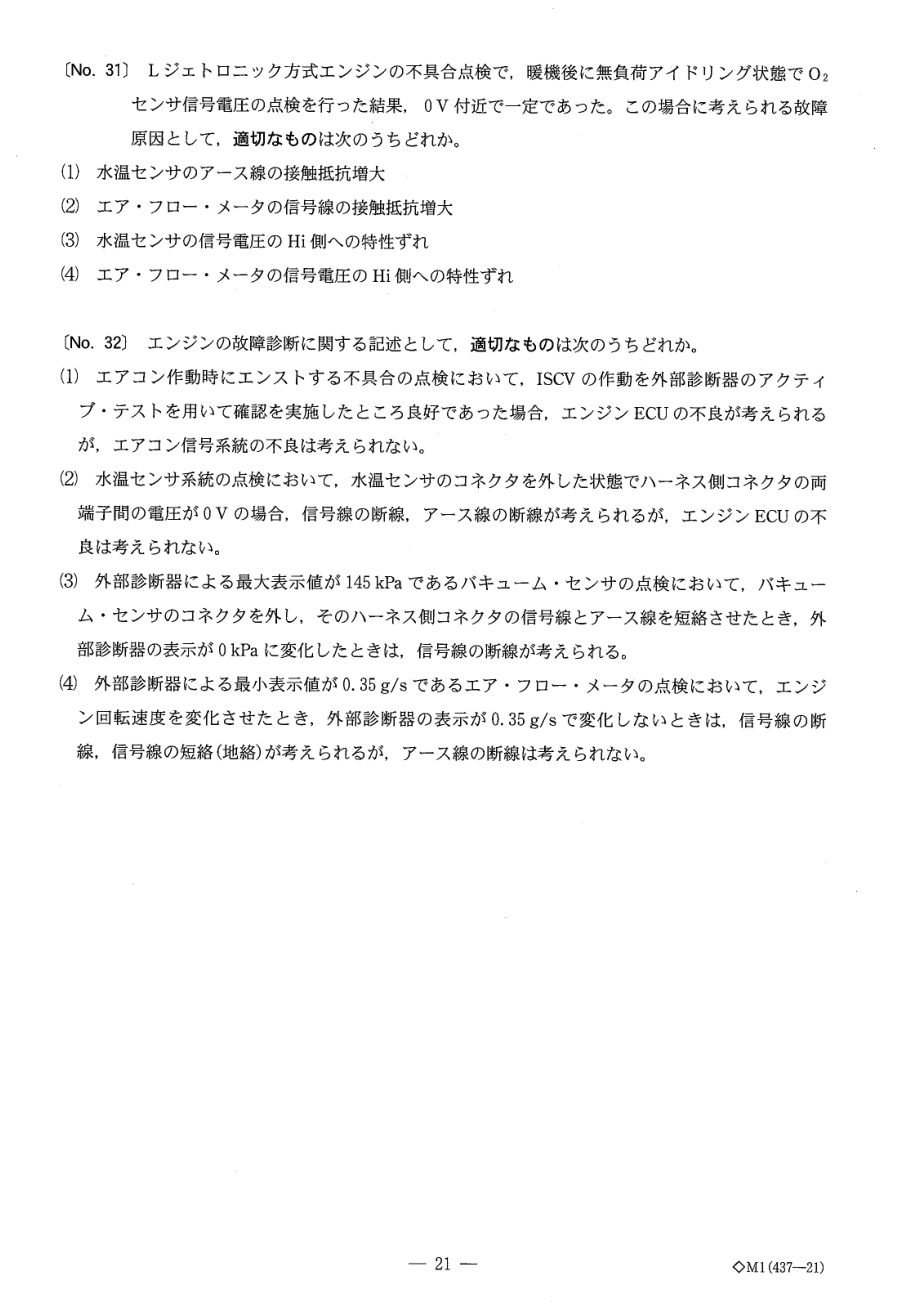 〔No. 31〕 Lジェトロニック方式エンジンの不具合点検で，暖機後に無負荷アイドリング状態でO₂
センサ信号電圧の点検を行った結果，0V付近で一定であった。この場合に考えられる故障
原因として，適切なものは次のうちどれか。
⑴ 水温センサのアース線の接触抵抗増大
⑵ エア・フロー・メータの信号線の接触抵抗増大
⑶ 水温センサの信号電圧のHi側への特性ずれ
⑷ エア・フロー・メータの信号電圧のHi側への特性ずれ
〔No. 32〕 エンジンの故障診断に関する記述として，適切なものは次のうちどれか。
⑴ エアコン作動時にエンストする不具合の点検において，ISCVの作動を外部診断器のアクティ
ブ・テストを用いて確認を実施したところ良好であった場合，エンジンECUの不良が考えられる
が，エアコン信号系統の不良は考えられない。
⑵ 水温センサ系統の点検において，水温センサのコネクタを外した状態でハーネス側コネクタの両
端子間の電圧が0Vの場合，信号線の断線，アース線の断線が考えられるが，エンジンECUの不
良は考えられない。
⑶ 外部診断器による最大表示値が145kPaであるバキューム・センサの点検において，バキュー
ム・センサのコネクタを外し，そのハーネス側コネクタの信号線とアース線を短絡させたとき，外
部診断器の表示が0kPaに変化したときは，信号線の断線が考えられる。
⑷ 外部診断器による最小表示値が0.35g/sであるエア・フロー・メータの点検において，エンジ
ン回転速度を変化させたとき，外部診断器の表示が0.35g/sで変化しないときは，信号線の断
線，信号線の短絡(地絡)が考えられるが，アース線の断線は考えられない。
— 21 —
◇M1(437—21)